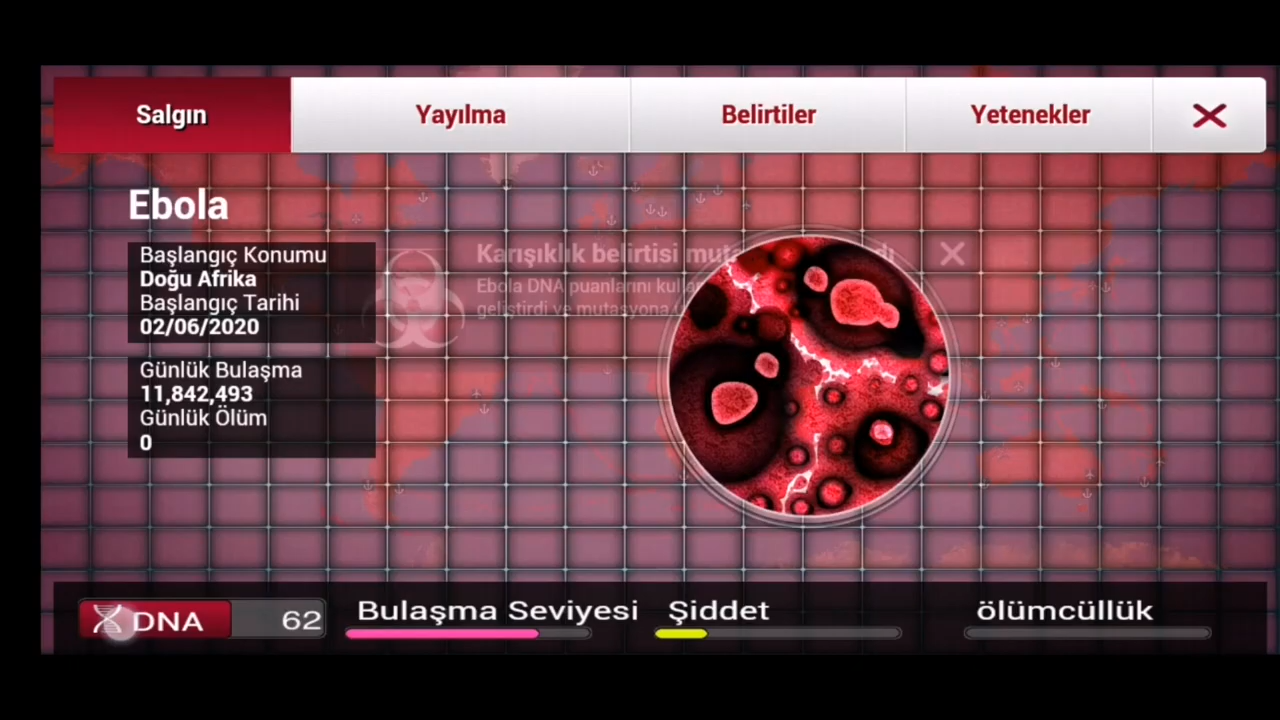 Salgın
Yayılma
Belirtiler
Yetenekler
Ebola
Başlangıç Konumu
Doğu Afrika
Başlangıç Tarihi
02/06/2020
Günlük Bulaşma
11,842,493
Günlük Ölüm
0
Karışıklık belirtisi
Ebola DNA puanlarını
geliştirdi ve mutasyona
DNA
62
Bulaşma Seviyesi
Şiddet
ölümcüllük